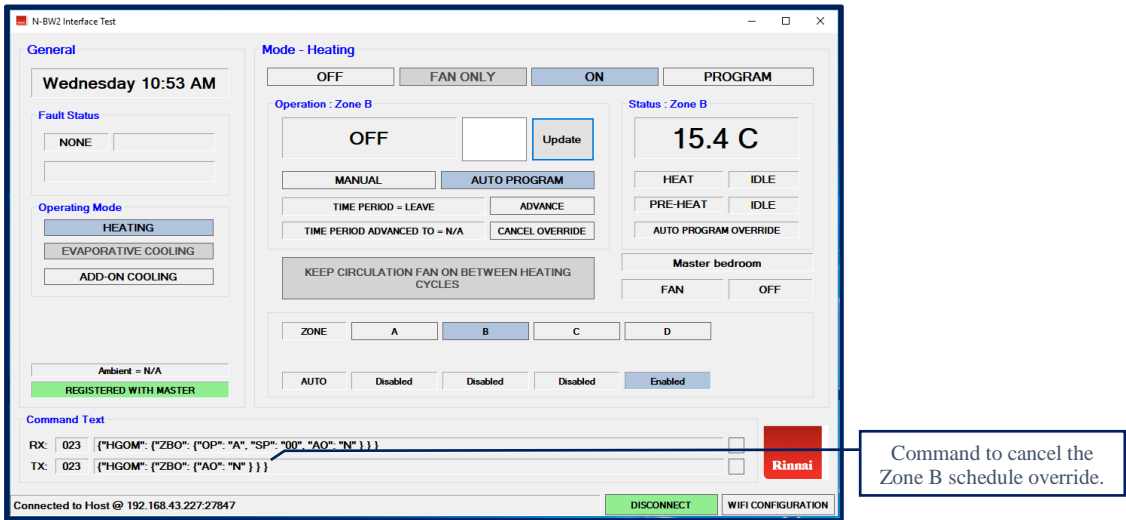 N-BW2 Interface Test
General
Wednesday 10:53 AM
Fault Status
NONE
Operating Mode
HEATING
EVAPORATIVE COOLING
ADD-ON COOLING
Ambient = N/A
REGISTERED WITH MASTER
Mode - Heating
OFF FAN ONLY ON PROGRAM
Operation : Zone B
OFF Update
MANUAL AUTO PROGRAM
TIME PERIOD = LEAVE ADVANCE
TIME PERIOD ADVANCED TO = N/A CANCEL OVERRIDE
Status : Zone B
15.4 C
HEAT IDLE
PRE-HEAT IDLE
AUTO PROGRAM OVERRIDE
KEEP CIRCULATION FAN ON BETWEEN HEATING
CYCLES
Master bedroom
FAN OFF
ZONE A B C D
AUTO Disabled Disabled Disabled Enabled
Command Text
RX: 023 {"HGOM": {"ZBO": {"OP": "A", "SP": "00", "AO": "N" } } }
TX: 023 {"HGOM": {"ZBO": {"AO": "N" } } }
Rinnai
Connected to Host @ 192.168.43.227:27847 DISCONNECT WIFI CONFIGURATION
Command to cancel the
Zone B schedule override.